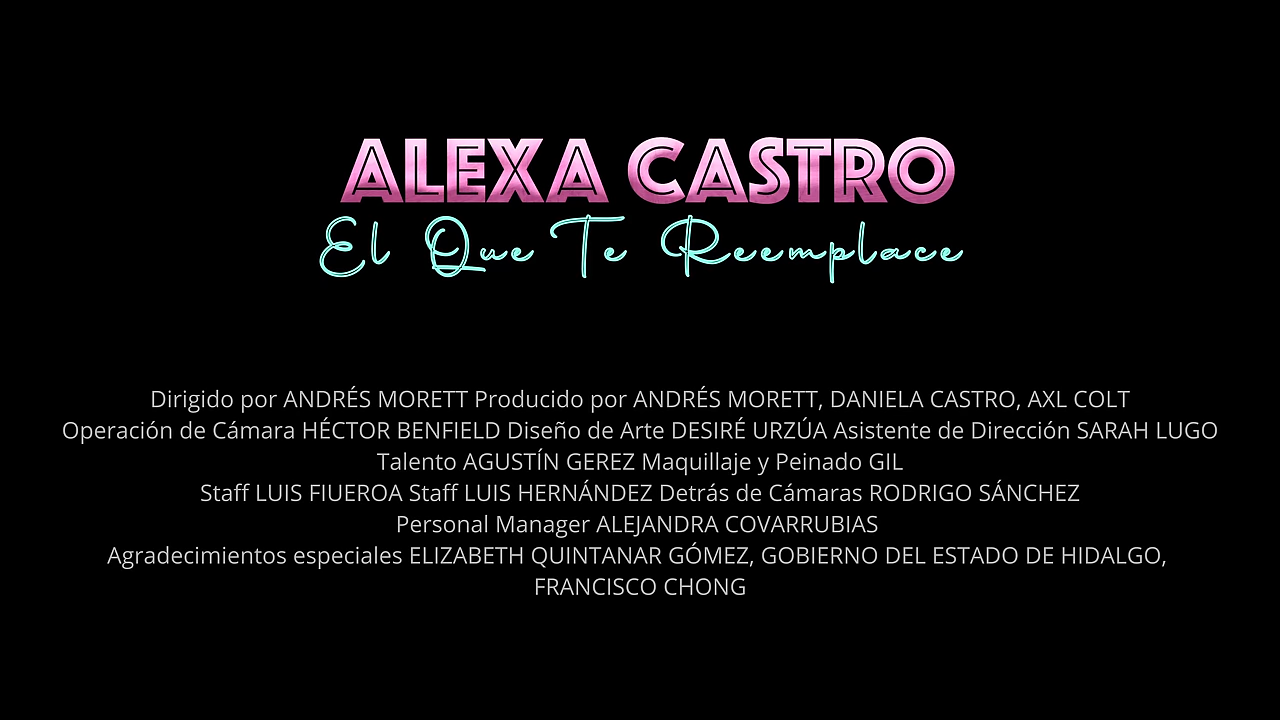 ALEXA CASTRO
El Que Te Reemplace
Dirigido por ANDRÉS MORETT Producido por ANDRÉS MORETT, DANIELA CASTRO, AXL COLT
Operación de Cámara HÉCTOR BENFIELD Diseño de Arte DESIRÉ URZÚA Asistente de Dirección SARAH LUGO
Talento AGUSTÍN GEREZ Maquillaje y Peinado GIL
Staff LUIS FIUEROA Staff LUIS HERNÁNDEZ Detrás de Cámaras RODRIGO SÁNCHEZ
Personal Manager ALEJANDRA COVARRUBIAS
Agradecimientos especiales ELIZABETH QUINTANAR GÓMEZ, GOBIERNO DEL ESTADO DE HIDALGO,
FRANCISCO CHONG